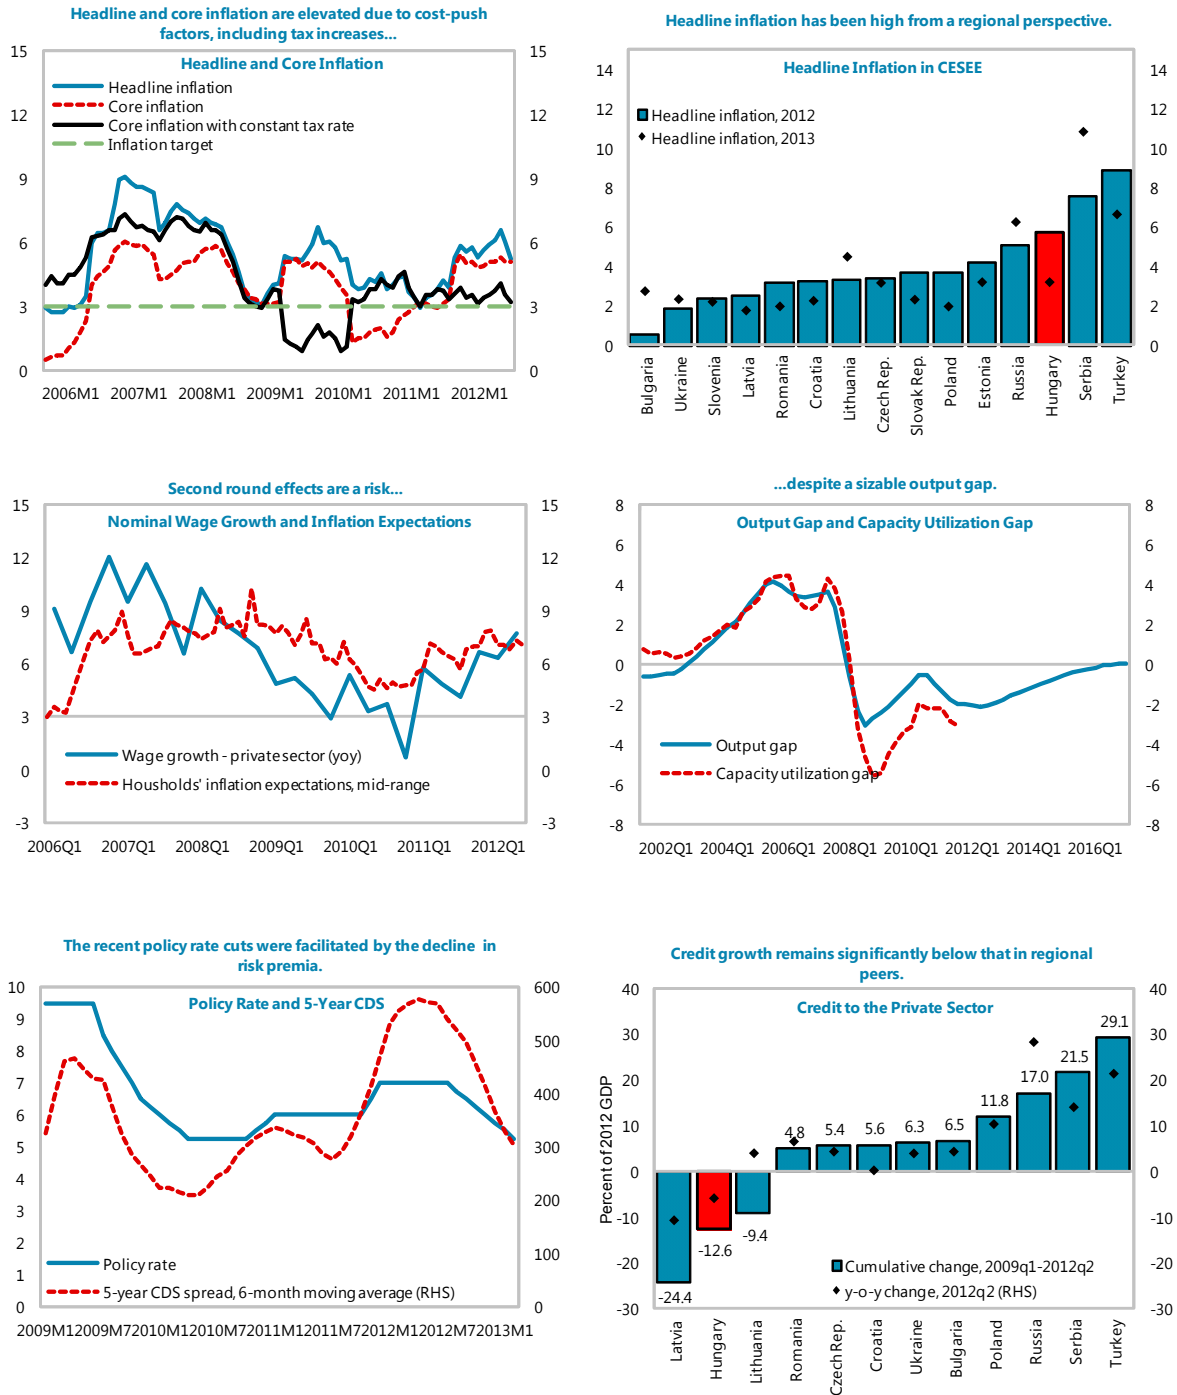 Headline and core inflation are elevated due to cost-push
factors, including tax increases...
Headline and Core Inflation
15 15
12 12
9 9
6 6
3 3
0 0
Headline inflation
Core inflation
Core inflation with constant tax rate
Inflation target
2006M1 2007M1 2008M1 2009M1 2010M1 2011M1 2012M1
Headline inflation has been high from a regional perspective.
Headline Inflation in CESEE
14 14
12 12
10 10
8 8
6 6
4 4
2 2
0 0
Headline inflation, 2012
Headline inflation, 2013
Bulgaria
Ukraine
Slovenia
Latvia
Romania
Croatia
Lithuania
Czech Rep.
Slovak Rep.
Poland
Estonia
Russia
Hungary
Serbia
Turkey
Second round effects are a risk...
Nominal Wage Growth and Inflation Expectations
15 15
12 12
9 9
6 6
3 3
0 0
-3 -3
Wage growth - private sector (yoy)
Housholds' inflation expectations, mid-range
2006Q1 2007Q1 2008Q1 2009Q1 2010Q1 2011Q1 2012Q1
...despite a sizable output gap.
Output Gap and Capacity Utilization Gap
8 8
6 6
4 4
2 2
0 0
-2 -2
-4 -4
-6 -6
-8 -8
Output gap
Capacity utilization gap
2002Q1 2004Q1 2006Q1 2008Q1 2010Q1 2012Q1 2014Q1 2016Q1
The recent policy rate cuts were facilitated by the decline in
risk premia.
Policy Rate and 5-Year CDS
10 600
9
8 500
7
6 400
5 300
4
3 200
2 100
1
0 0
Policy rate
5-year CDS spread, 6-month moving average (RHS)
2009M1 2009M7 2010M1 2010M7 2011M1 2011M7 2012M1 2012M7 2013M1
Credit growth remains significantly below that in regional
peers.
Credit to the Private Sector
Percent of 2012 GDP
40 40
30 30
20 20
10 10
0 0
-10 -10
-20 -20
-30 -30
-24.4
-12.6
-9.4
4.8
5.4
5.6
6.3
6.5
11.8
17.0
21.5
29.1
Cumulative change, 2009q1-2012q2
y-o-y change, 2012q2 (RHS)
Latvia
Hungary
Lithuania
Romania
Czech Rep.
Croatia
Ukraine
Bulgaria
Poland
Russia
Serbia
Turkey